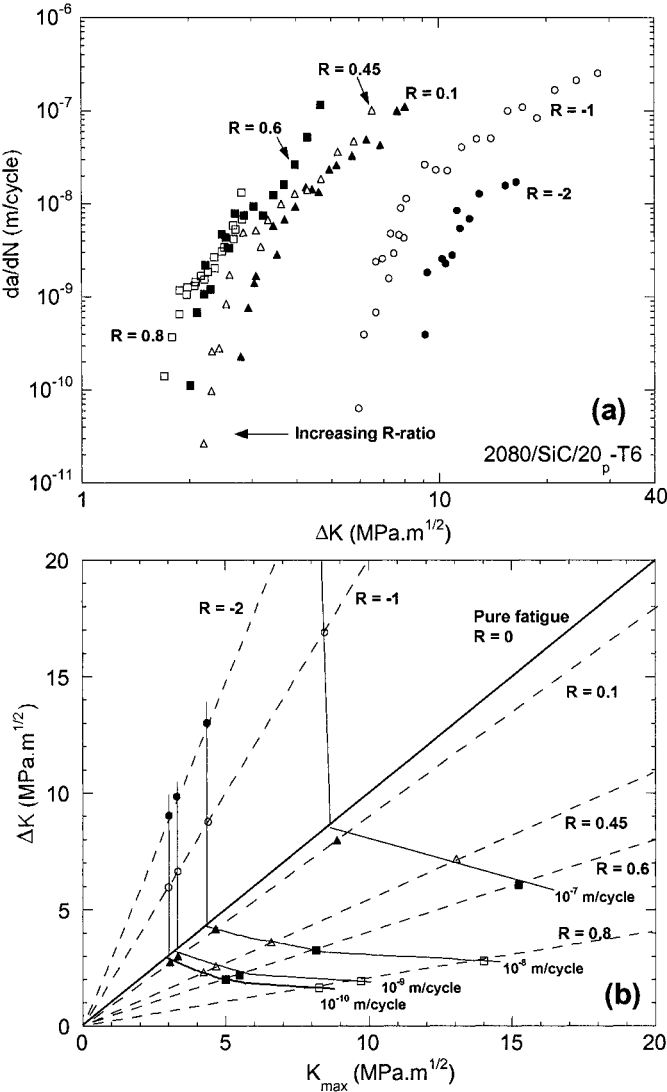 10⁻⁶
R = 0.45
R = 0.1
10⁻⁷
R = 0.6
R = -1
da/dN (m/cycle)
10⁻⁸
R = -2
10⁻⁹
R = 0.8
10⁻¹⁰
(a)
Increasing R-ratio
2080/SiC/20ₚ-T6
10⁻¹¹
1 10 40
ΔK (MPa.m^1/2)
20
R = -2
R = -1
Pure fatigue
R = 0
15
R = 0.1
ΔK (MPa.m^1/2)
10
R = 0.45
R = 0.6
10⁻⁷ m/cycle
5
R = 0.8
10⁻⁸ m/cycle
10⁻⁹ m/cycle
10⁻¹⁰ m/cycle
(b)
0
0 5 10 15 20
K_max (MPa.m^1/2)